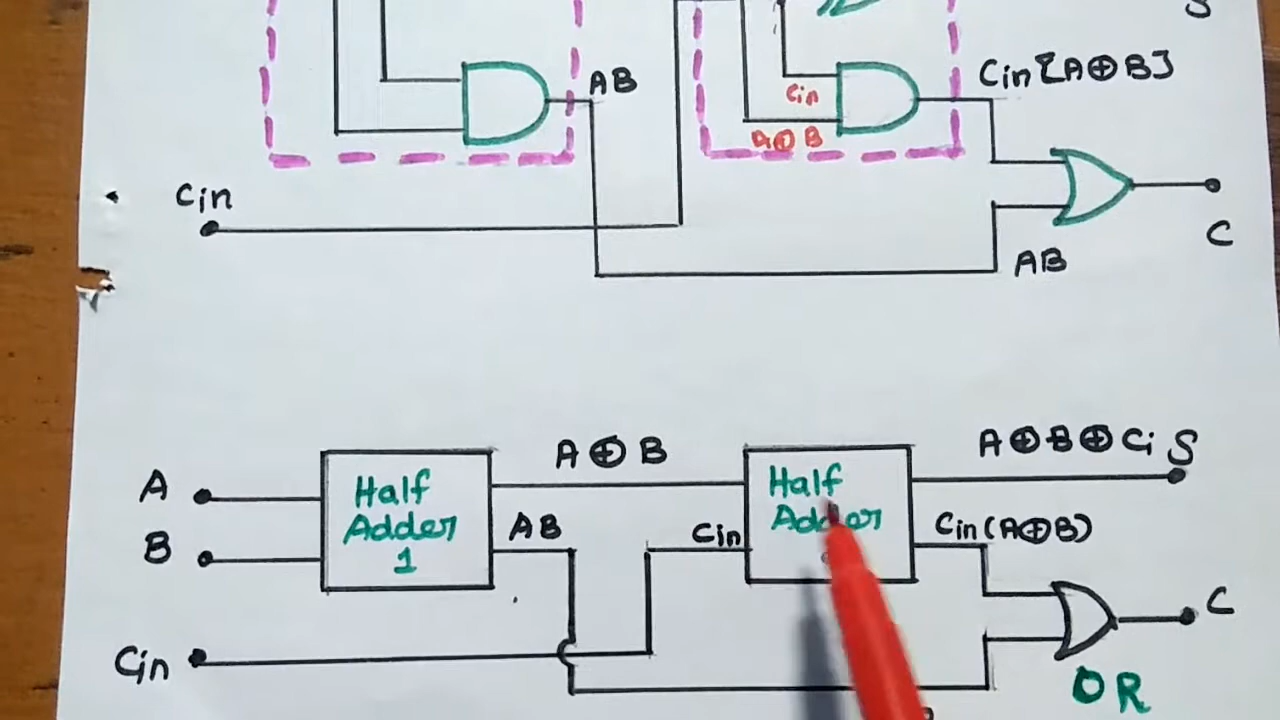 S
AB
Cin [A⊕B]
Cin
A⊕B
Cin
C
AB
A⊕B
A⊕B⊕Ci S
A
Half
Adder
1
AB
Cin
Half
Adder
Cin(A⊕B)
B
C
Cin
OR